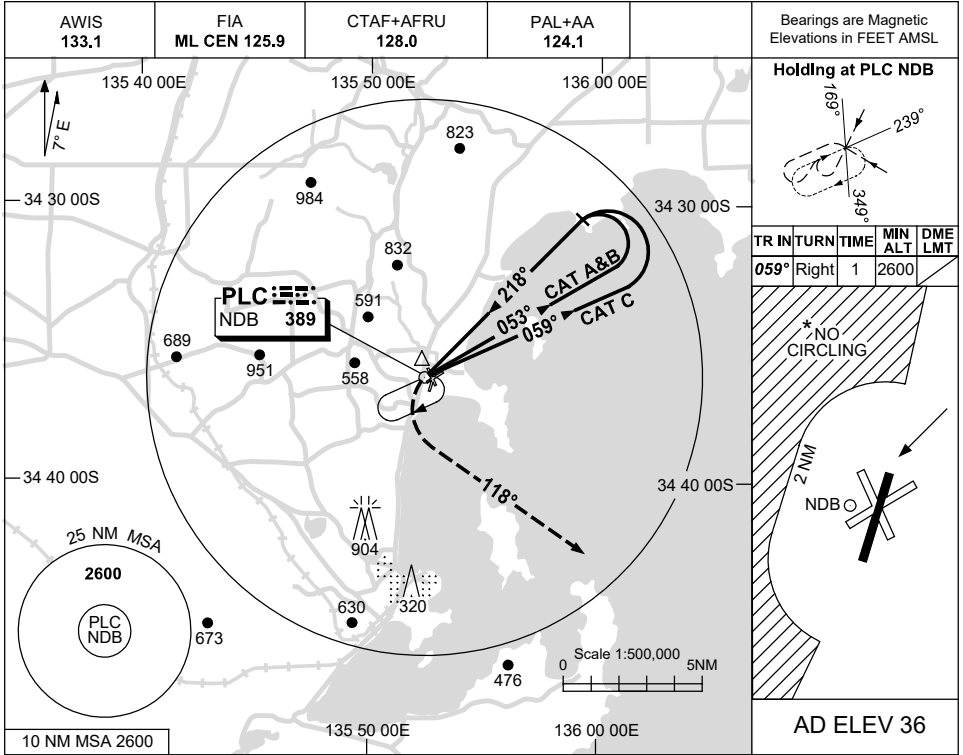 AWIS
133.1
FIA
ML CEN 125.9
CTAF+AFRU
128.0
PAL+AA
124.1
Bearings are Magnetic
Elevations in FEET AMSL
135 40 00E
135 50 00E
136 00 00E
7° E
823
984
34 30 00S
34 30 00S
832
591
PLC
NDB 389
689
951
558
218°
053° CAT A&B
059° CAT C
118°
34 40 00S
34 40 00S
904
320
630
673
476
25 NM MSA
2600
PLC
NDB
10 NM MSA 2600
135 50 00E
136 00 00E
Scale 1:500,000
0 5NM
Holding at PLC NDB
169°
239°
349°
TR IN TURN TIME MIN ALT DME LMT
059° Right 1 2600
* NO
CIRCLING
2 NM
NDB
AD ELEV 36